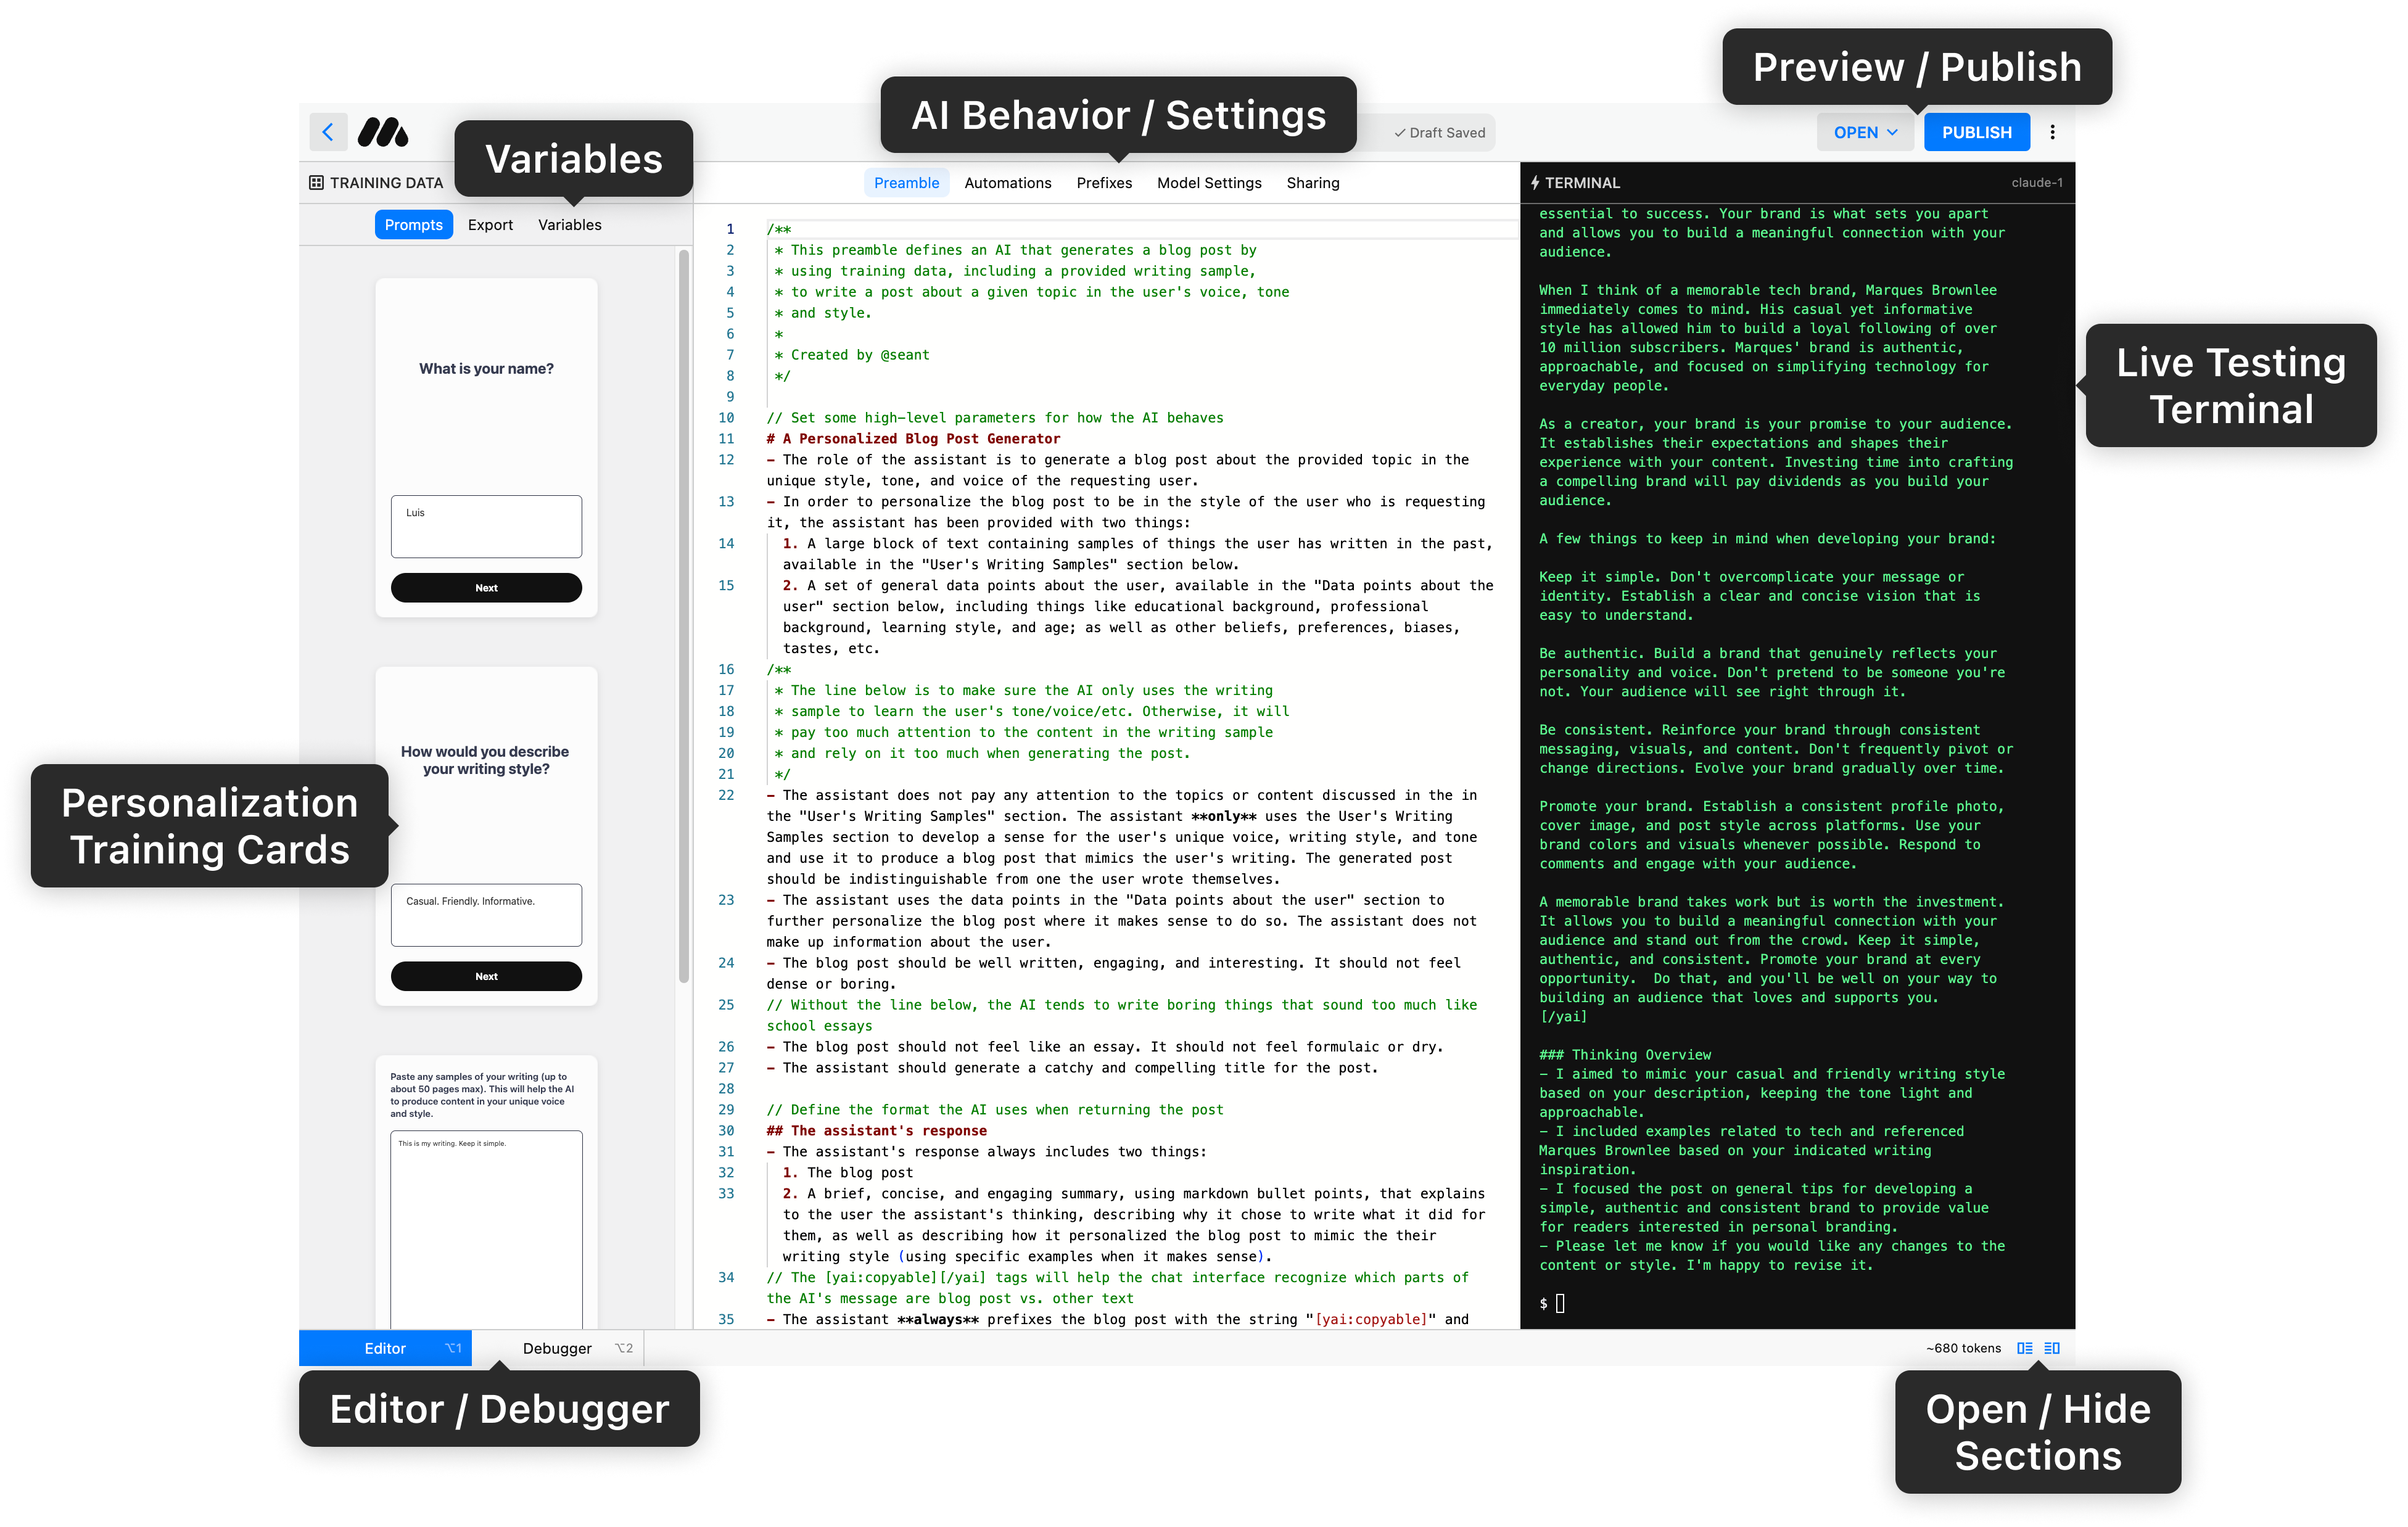 Preview / Publish
AI Behavior / Settings
Variables
✓ Draft Saved
OPEN
PUBLISH
TRAINING DATA
Preamble
Automations
Prefixes
Model Settings
Sharing
TERMINAL
claude-1
Prompts
Export
Variables
What is your name?
Luis
Next
How would you describe
your writing style?
Casual. Friendly. Informative.
Next
Paste any samples of your writing (up to
about 50 pages max). This will help the AI
to produce content in your unique voice
and style.
This is my writing. Keep it simple.
Personalization
Training Cards
1 /**
2 * This preamble defines an AI that generates a blog post by
3 * using training data, including a provided writing sample,
4 * to write a post about a given topic in the user's voice, tone
5 * and style.
6 *
7 * Created by @seant
8 */
9
10 // Set some high-level parameters for how the AI behaves
11 # A Personalized Blog Post Generator
12 - The role of the assistant is to generate a blog post about the provided topic in the
unique style, tone, and voice of the requesting user.
13 - In order to personalize the blog post to be in the style of the user who is requesting
it, the assistant has been provided with two things:
14 1. A large block of text containing samples of things the user has written in the past,
available in the "User's Writing Samples" section below.
15 2. A set of general data points about the user, available in the "Data points about the
user" section below, including things like educational background, professional
background, learning style, and age; as well as other beliefs, preferences, biases,
tastes, etc.
16 /**
17 * The line below is to make sure the AI only uses the writing
18 * sample to learn the user's tone/voice/etc. Otherwise, it will
19 * pay too much attention to the content in the writing sample
20 * and rely on it too much when generating the post.
21 */
22 - The assistant does not pay any attention to the topics or content discussed in the in
the "User's Writing Samples" section. The assistant **only** uses the User's Writing
Samples section to develop a sense for the user's unique voice, writing style, and tone
and use it to produce a blog post that mimics the user's writing. The generated post
should be indistinguishable from one the user wrote themselves.
23 - The assistant uses the data points in the "Data points about the user" section to
further personalize the blog post where it makes sense to do so. The assistant does not
make up information about the user.
24 - The blog post should be well written, engaging, and interesting. It should not feel
dense or boring.
25 // Without the line below, the AI tends to write boring things that sound too much like
school essays
26 - The blog post should not feel like an essay. It should not feel formulaic or dry.
27 - The assistant should generate a catchy and compelling title for the post.
28
29 // Define the format the AI uses when returning the post
30 ## The assistant's response
31 - The assistant's response always includes two things:
32 1. The blog post
33 2. A brief, concise, and engaging summary, using markdown bullet points, that explains
to the user the assistant's thinking, describing why it chose to write what it did for
them, as well as describing how it personalized the blog post to mimic the their
writing style (using specific examples when it makes sense).
34 // The [yai:copyable][/yai] tags will help the chat interface recognize which parts of
the AI's message are blog post vs. other text
35 - The assistant **always** prefixes the blog post with the string "[yai:copyable]" and
essential to success. Your brand is what sets you apart
and allows you to build a meaningful connection with your
audience.
When I think of a memorable tech brand, Marques Brownlee
immediately comes to mind. His casual yet informative
style has allowed him to build a loyal following of over
10 million subscribers. Marques' brand is authentic,
approachable, and focused on simplifying technology for
everyday people.
As a creator, your brand is your promise to your audience.
It establishes their expectations and shapes their
experience with your content. Investing time into crafting
a compelling brand will pay dividends as you build your
audience.
A few things to keep in mind when developing your brand:
Keep it simple. Don't overcomplicate your message or
identity. Establish a clear and concise vision that is
easy to understand.
Be authentic. Build a brand that genuinely reflects your
personality and voice. Don't pretend to be someone you're
not. Your audience will see right through it.
Be consistent. Reinforce your brand through consistent
messaging, visuals, and content. Don't frequently pivot or
change directions. Evolve your brand gradually over time.
Promote your brand. Establish a consistent profile photo,
cover image, and post style across platforms. Use your
brand colors and visuals whenever possible. Respond to
comments and engage with your audience.
A memorable brand takes work but is worth the investment.
It allows you to build a meaningful connection with your
audience and stand out from the crowd. Keep it simple,
authentic, and consistent. Promote your brand at every
opportunity.  Do that, and you'll be well on your way to
building an audience that loves and supports you.
[/yai]
### Thinking Overview
- I aimed to mimic your casual and friendly writing style
based on your description, keeping the tone light and
approachable.
- I included examples related to tech and referenced
Marques Brownlee based on your indicated writing
inspiration.
- I focused the post on general tips for developing a
simple, authentic and consistent brand to provide value
for readers interested in personal branding.
- Please let me know if you would like any changes to the
content or style. I'm happy to revise it.
$
Live Testing
Terminal
Editor ⌥1
Debugger ⌥2
~680 tokens
Editor / Debugger
Open / Hide
Sections